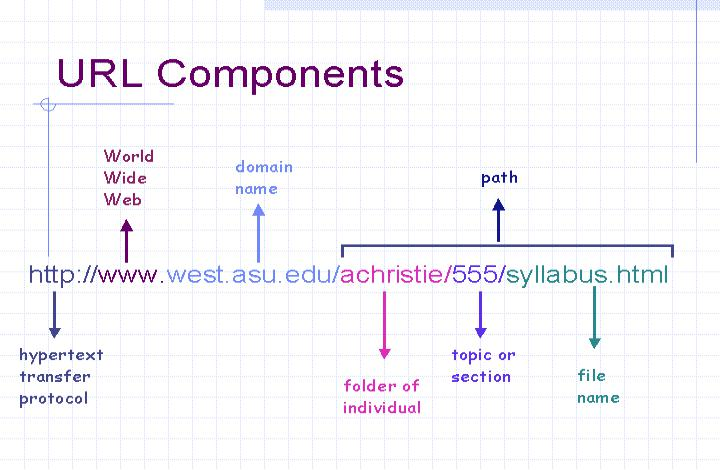 URL Components
World
Wide
Web
domain
name
path
http://www.west.asu.edu/achristie/555/syllabus.html
hypertext
transfer
protocol
folder of
individual
topic or
section
file
name